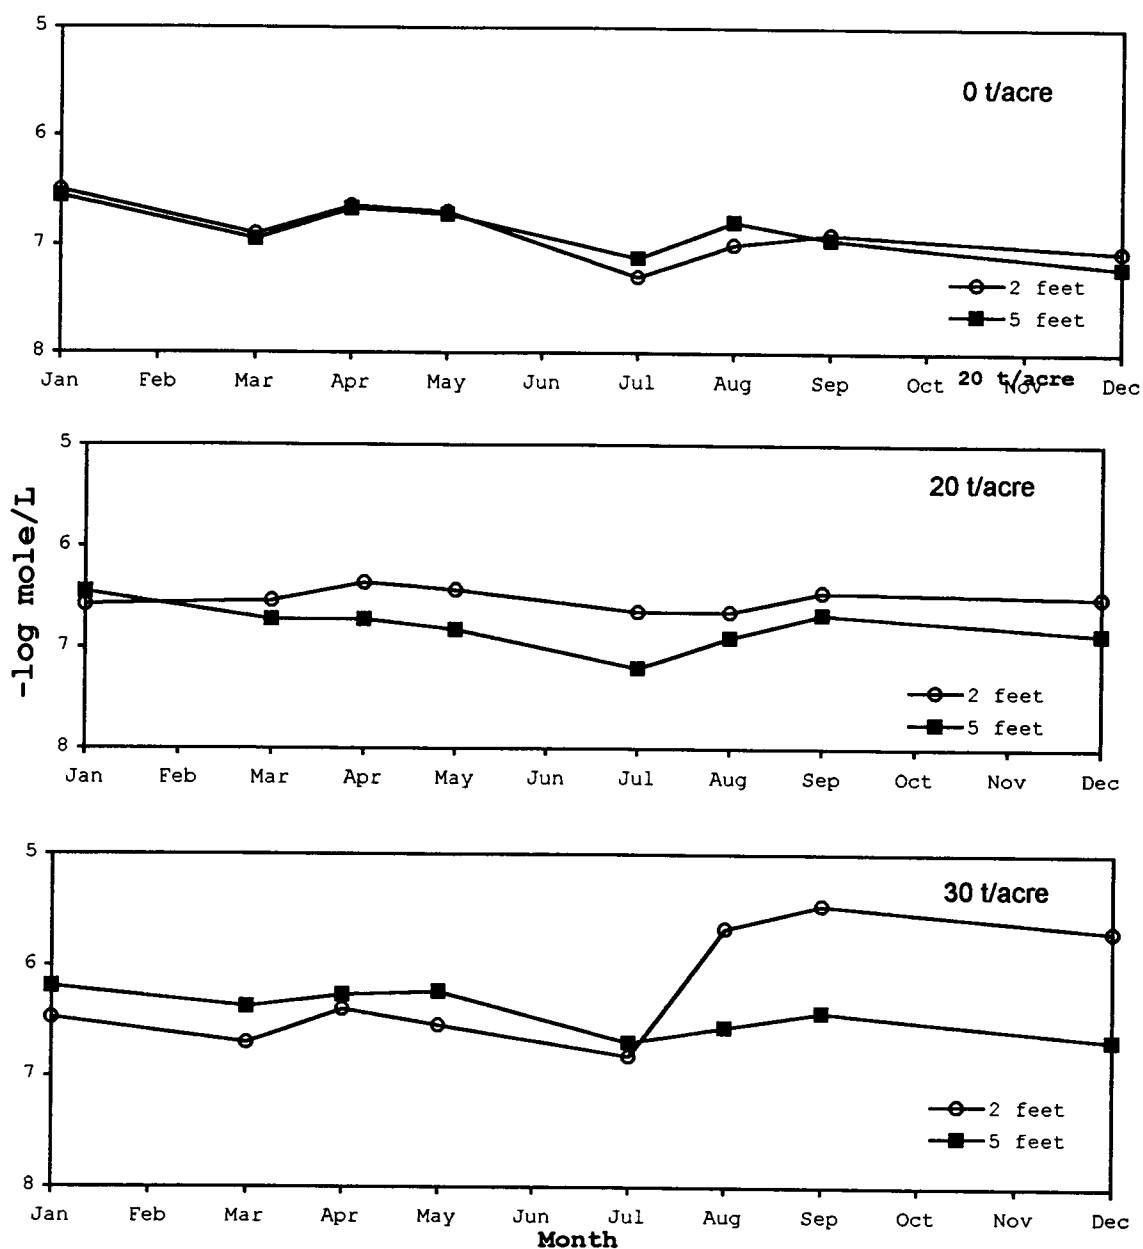 5
0 t/acre
6
7
2 feet
5 feet
8
Jan Feb Mar Apr May Jun Jul Aug Sep Oct Nov Dec
20 t/acre
5
20 t/acre
6
-log mole/L
7
2 feet
5 feet
8
Jan Feb Mar Apr May Jun Jul Aug Sep Oct Nov Dec
5
30 t/acre
6
7
2 feet
5 feet
8
Jan Feb Mar Apr May Jun Jul Aug Sep Oct Nov Dec
Month